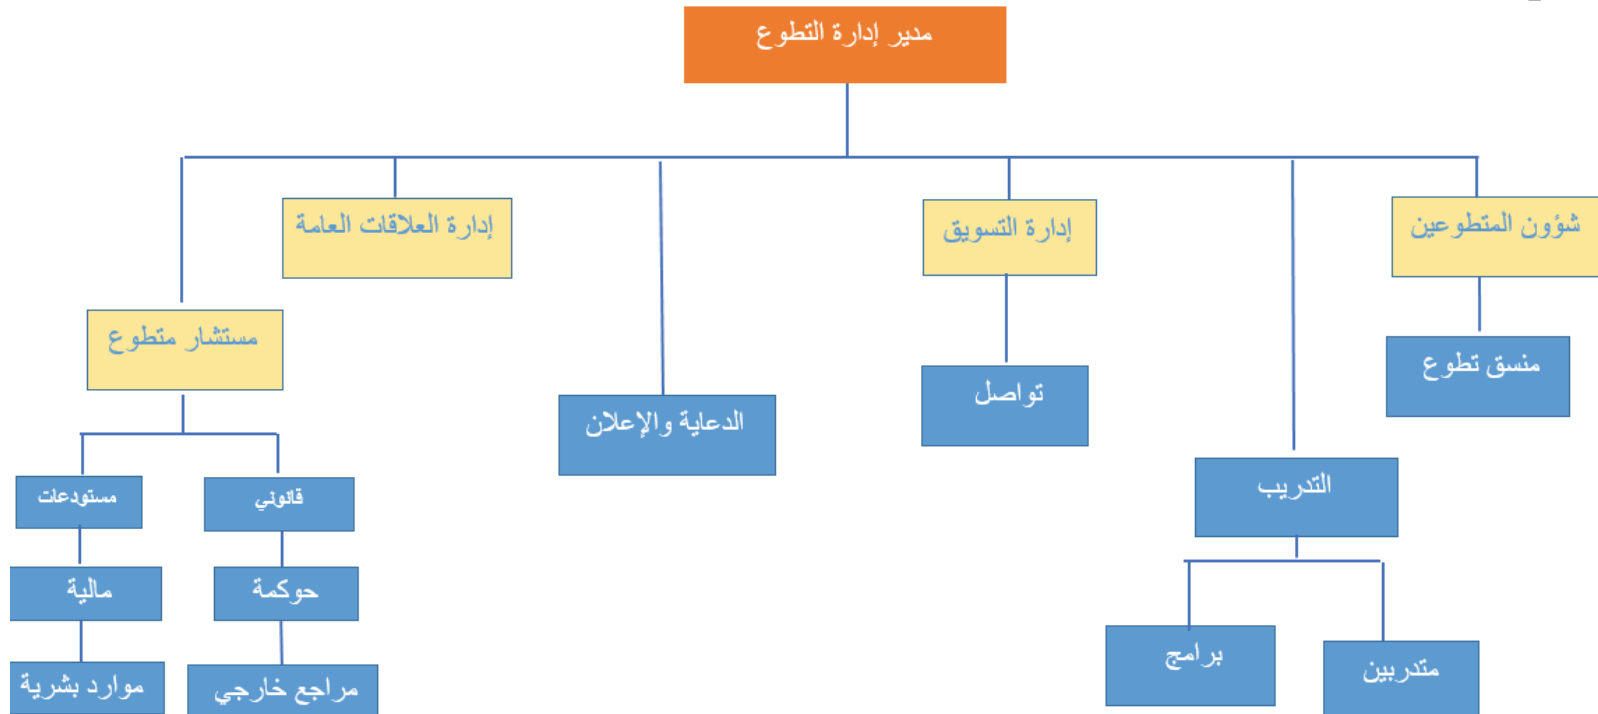 مدير إدارة التطوع
شؤون المتطوعين
إدارة التسويق
إدارة العلاقات العامة
مستشار متطوع
منسق تطوع
تواصل
الدعاية والإعلان
التدريب
قانوني
مستودعات
حوكمة
مالية
متدربين
برامج
مراجع خارجي
موارد بشرية